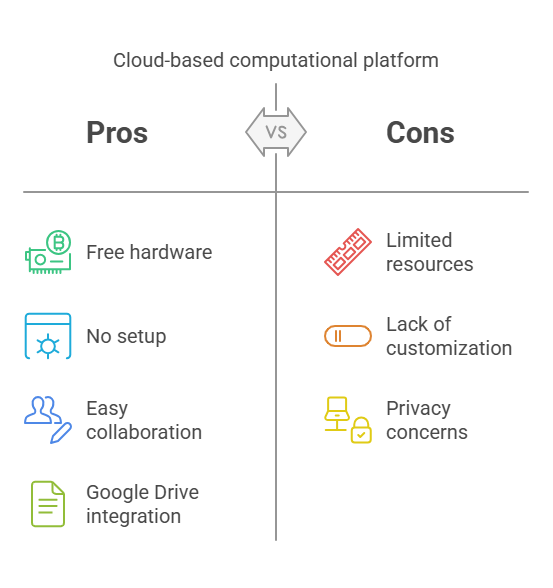 Cloud-based computational platform
Pros
VS
Cons
Free hardware
No setup
Easy
collaboration
Google Drive
integration
Limited
resources
Lack of
customization
Privacy
concerns